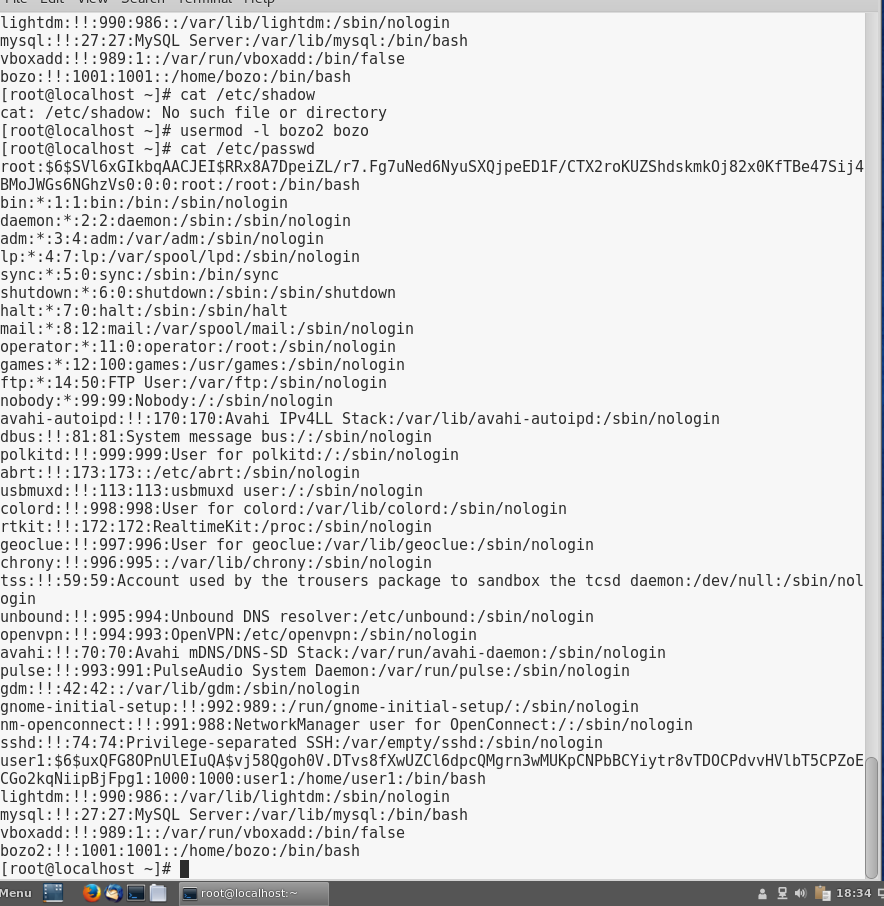 File Edit View Search Terminal Help
lightdm:!!:990:986::/var/lib/lightdm:/sbin/nologin
mysql:!!:27:27:MySQL Server:/var/lib/mysql:/bin/bash
vboxadd:!!:989:1::/var/run/vboxadd:/bin/false
bozo:!!:1001:1001::/home/bozo:/bin/bash
[root@localhost ~]# cat /etc/shadow
cat: /etc/shadow: No such file or directory
[root@localhost ~]# usermod -l bozo2 bozo
[root@localhost ~]# cat /etc/passwd
root:$6$SVl6xGIkbqAACJEI$RRx8A7DpeiZL/r7.Fg7uNed6NyuSXQjpeED1F/CTX2roKUZShdskmkOj82x0KfTBe47Sij4
BMoJWGs6NGhzVs0:0:0:root:/root:/bin/bash
bin:*:1:1:bin:/bin:/sbin/nologin
daemon:*:2:2:daemon:/sbin:/sbin/nologin
adm:*:3:4:adm:/var/adm:/sbin/nologin
lp:*:4:7:lp:/var/spool/lpd:/sbin/nologin
sync:*:5:0:sync:/sbin:/bin/sync
shutdown:*:6:0:shutdown:/sbin:/sbin/shutdown
halt:*:7:0:halt:/sbin:/sbin/halt
mail:*:8:12:mail:/var/spool/mail:/sbin/nologin
operator:*:11:0:operator:/root:/sbin/nologin
games:*:12:100:games:/usr/games:/sbin/nologin
ftp:*:14:50:FTP User:/var/ftp:/sbin/nologin
nobody:*:99:99:Nobody:/:/sbin/nologin
avahi-autoipd:!!:170:170:Avahi IPv4LL Stack:/var/lib/avahi-autoipd:/sbin/nologin
dbus:!!:81:81:System message bus:/:/sbin/nologin
polkitd:!!:999:999:User for polkitd:/:/sbin/nologin
abrt:!!:173:173::/etc/abrt:/sbin/nologin
usbmuxd:!!:113:113:usbmuxd user:/:/sbin/nologin
colord:!!:998:998:User for colord:/var/lib/colord:/sbin/nologin
rtkit:!!:172:172:RealtimeKit:/proc:/sbin/nologin
geoclue:!!:997:996:User for geoclue:/var/lib/geoclue:/sbin/nologin
chrony:!!:996:995::/var/lib/chrony:/sbin/nologin
tss:!!:59:59:Account used by the trousers package to sandbox the tcsd daemon:/dev/null:/sbin/nol
ogin
unbound:!!:995:994:Unbound DNS resolver:/etc/unbound:/sbin/nologin
openvpn:!!:994:993:OpenVPN:/etc/openvpn:/sbin/nologin
avahi:!!:70:70:Avahi mDNS/DNS-SD Stack:/var/run/avahi-daemon:/sbin/nologin
pulse:!!:993:991:PulseAudio System Daemon:/var/run/pulse:/sbin/nologin
gdm:!!:42:42::/var/lib/gdm:/sbin/nologin
gnome-initial-setup:!!:992:989::/run/gnome-initial-setup/:/sbin/nologin
nm-openconnect:!!:991:988:NetworkManager user for OpenConnect:/:/sbin/nologin
sshd:!!:74:74:Privilege-separated SSH:/var/empty/sshd:/sbin/nologin
user1:$6$uxQFG8OPnUlEIuQA$vj58Qgoh0V.DTvs8fXwUZCl6dpcQMgrn3wMUKpCNPbBCYiytr8vTDOCPdvvHVlbT5CPZoE
CGo2kqNiipBjFpg1:1000:1000:user1:/home/user1:/bin/bash
lightdm:!!:990:986::/var/lib/lightdm:/sbin/nologin
mysql:!!:27:27:MySQL Server:/var/lib/mysql:/bin/bash
vboxadd:!!:989:1::/var/run/vboxadd:/bin/false
bozo2:!!:1001:1001::/home/bozo:/bin/bash
[root@localhost ~]#
Menu root@localhost:~ 18:34